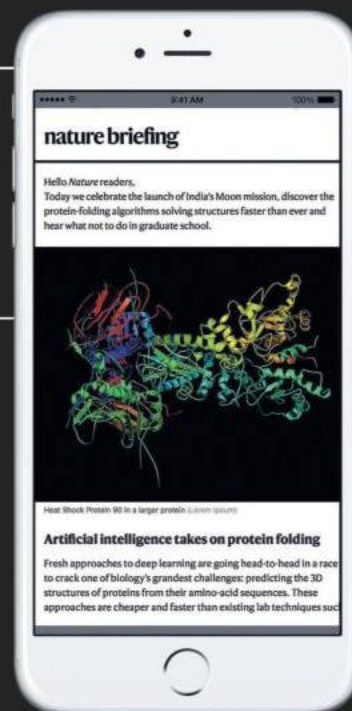 9:41 AM
100%
nature briefing
Hello Nature readers,
Today we celebrate the launch of India's Moon mission, discover the
protein-folding algorithms solving structures faster than ever and
hear what not to do in graduate school.
Heat Shock Protein 90 in a larger protein (Lorem Ipsum)
Artificial intelligence takes on protein folding
Fresh approaches to deep learning are going head-to-head in a race
to crack one of biology's grandest challenges: predicting the 3D
structures of proteins from their amino-acid sequences. These
approaches are cheaper and faster than existing lab techniques suc